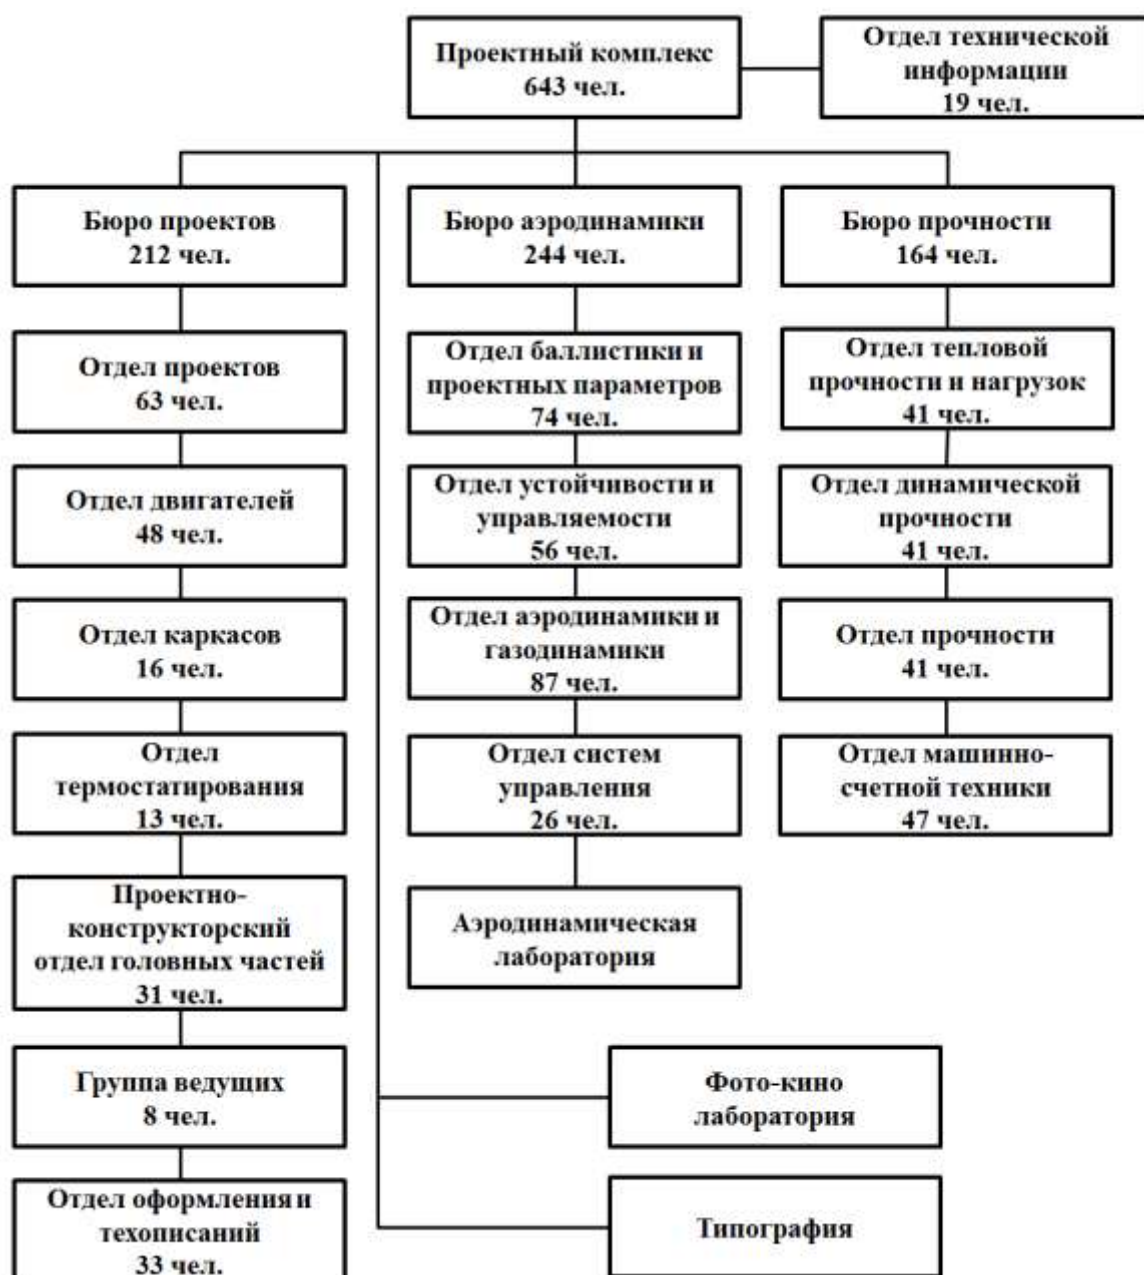 Проектный комплекс
643 чел.
Отдел технической
информации
19 чел.
Бюро проектов
212 чел.
Отдел проектов
63 чел.
Отдел двигателей
48 чел.
Отдел каркасов
16 чел.
Отдел
термостатирования
13 чел.
Проектно-
конструкторский
отдел головных частей
31 чел.
Группа ведущих
8 чел.
Отдел оформления и
техописаний
33 чел.
Бюро аэродинамики
244 чел.
Отдел баллистики и
проектных параметров
74 чел.
Отдел устойчивости и
управляемости
56 чел.
Отдел аэродинамики и
газодинамики
87 чел.
Отдел систем
управления
26 чел.
Аэродинамическая
лаборатория
Бюро прочности
164 чел.
Отдел тепловой
прочности и нагрузок
41 чел.
Отдел динамической
прочности
41 чел.
Отдел прочности
41 чел.
Отдел машинно-
счетной техники
47 чел.
Фото-кино
лаборатория
Типография